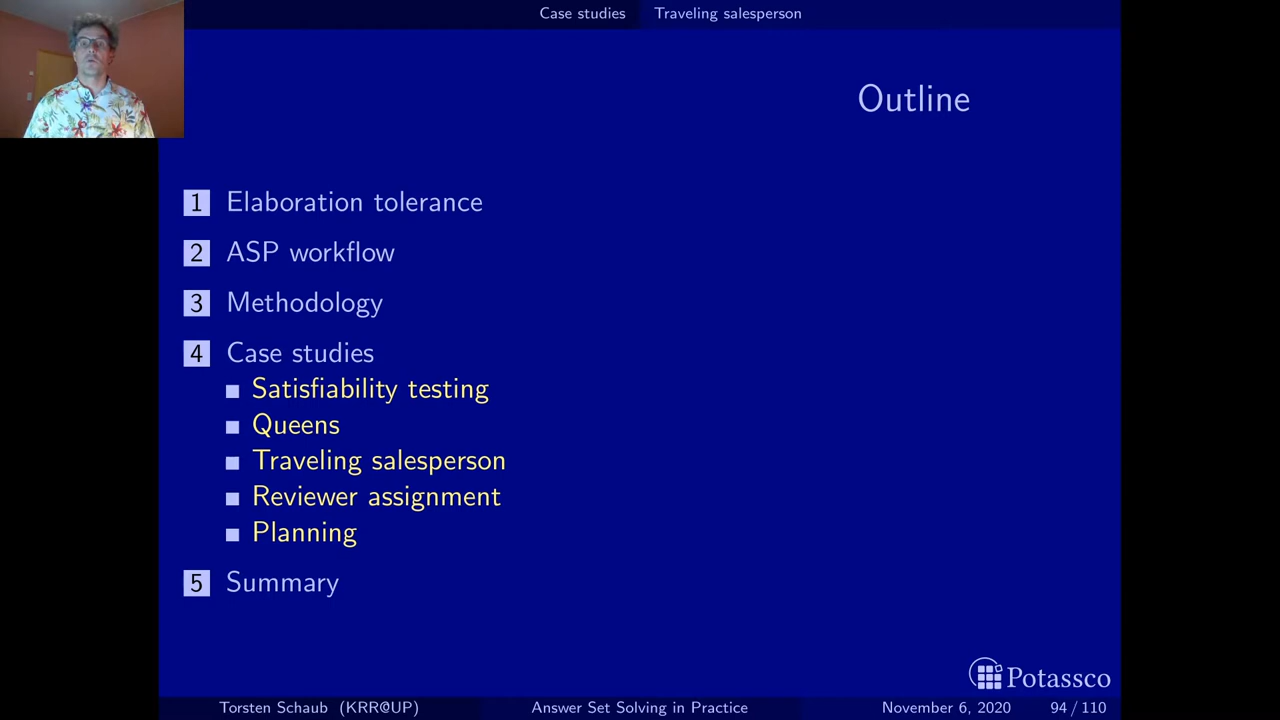 Case studies Traveling salesperson
Outline
1 Elaboration tolerance
2 ASP workflow
3 Methodology
4 Case studies
Satisfiability testing
Queens
Traveling salesperson
Reviewer assignment
Planning
5 Summary
Potassco
Torsten Schaub (KRR@UP) Answer Set Solving in Practice November 6, 2020 94 / 110